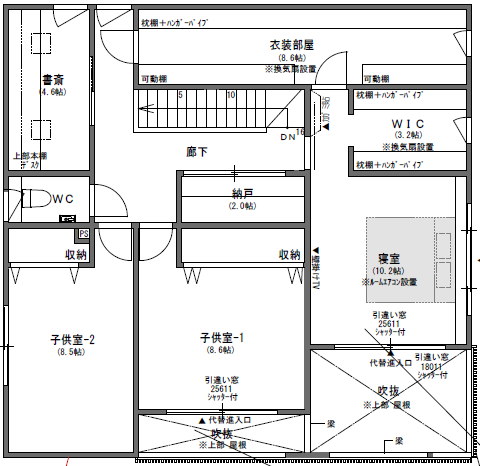 枕棚＋ﾊﾝｶﾞｰﾊﾟｲﾌﾟ
衣装部屋
(8.6帖)
※換気扇設置
可動棚
可動棚
書斎
(4.6帖)
上部本棚
ﾃﾞｽｸ
枕棚＋ﾊﾝｶﾞｰﾊﾟｲﾌﾟ
WIC
(3.2帖)
※換気扇設置
枕棚＋ﾊﾝｶﾞｰﾊﾟｲﾌﾟ
5
10
DN
16
廊下
納戸
(2.0帖)
WC
PS
収納
収納
▼壁掛けTV
寝室
(10.2帖)
※ﾙｰﾑｴｱｺﾝ設置
引違い窓
25611
ｼｬｯﾀｰ付
子供室-2
(8.5帖)
子供室-1
(8.6帖)
引違い窓
25611
ｼｬｯﾀｰ付
▲代替進入口
吹抜
※上部 屋根
▲
代替進入口
引違い窓
18011
ｼｬｯﾀｰ付
吹抜
※上部 屋根
梁
梁